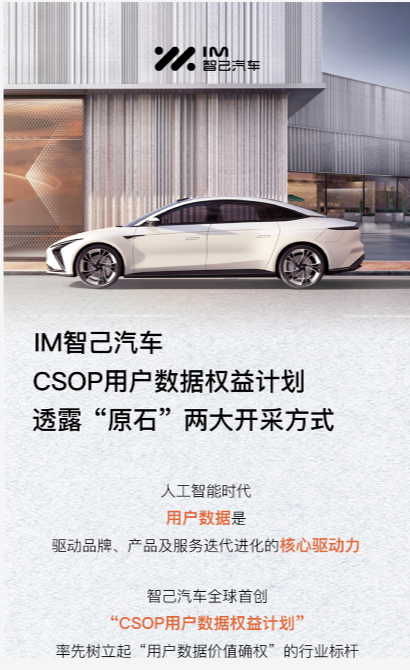 IM
智己汽车
IM智己汽车
CSOP用户数据权益计划
透露“原石”两大开采方式
人工智能时代
用户数据是
驱动品牌、产品及服务迭代进化的核心驱动力
智己汽车全球首创
“CSOP用户数据权益计划”
率先树立起“用户数据价值确权”的行业标杆